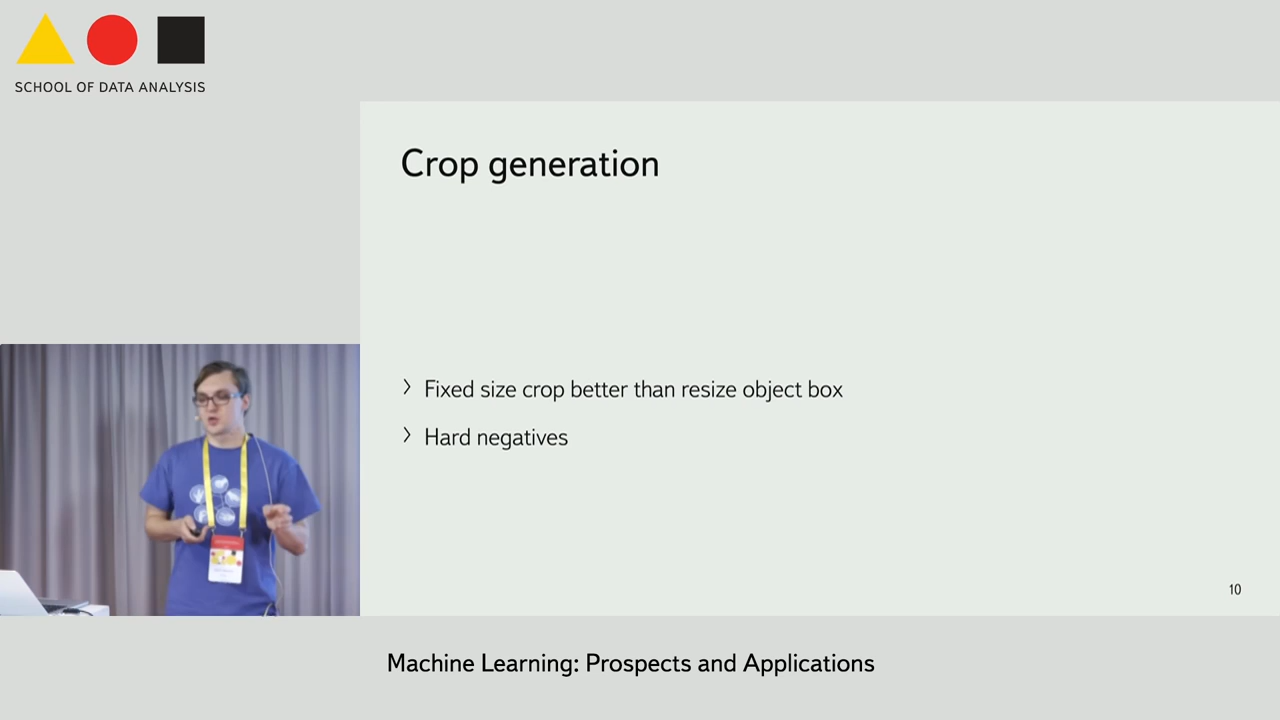 SCHOOL OF DATA ANALYSIS
Crop generation
Fixed size crop better than resize object box
Hard negatives
10
Machine Learning: Prospects and Applications